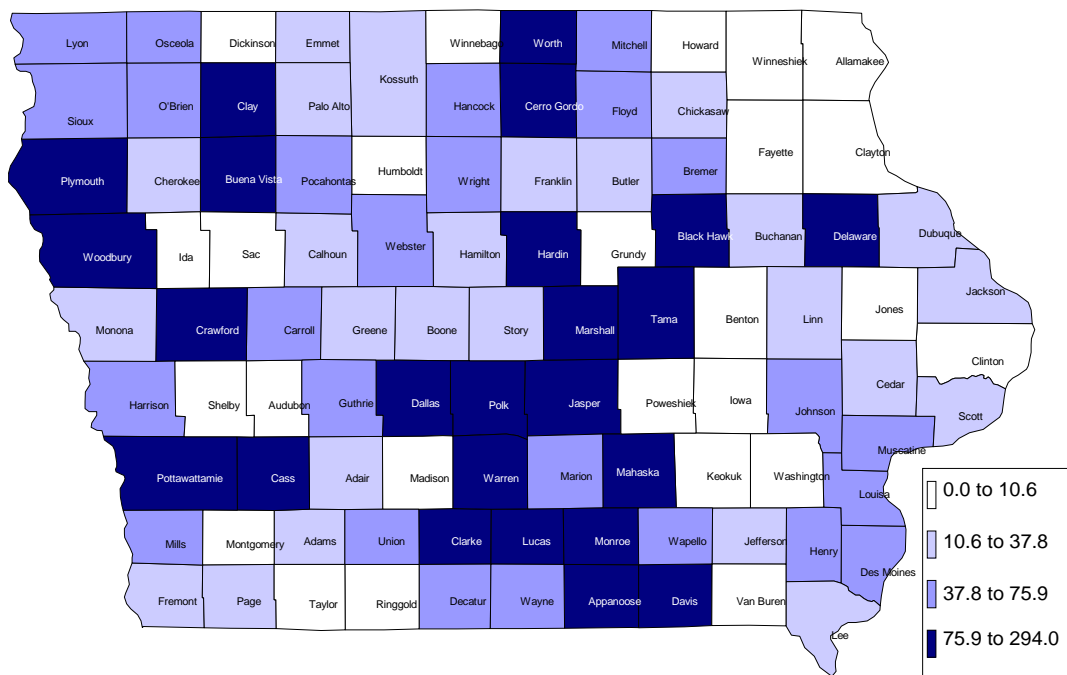 Lyon Osceola Dickinson Emmet Winnebago Worth Mitchell Howard Winneshiek Allamakee
Kossuth
Sioux O'Brien Clay Palo Alto Hancock Cerro Gordo Floyd Chickasaw
Plymouth Cherokee Buena Vista Pocahontas Humboldt Wright Franklin Butler Bremer Fayette Clayton
Woodbury Ida Sac Calhoun Webster Hamilton Hardin Grundy Black Hawk Buchanan Delaware Dubuque
Monona Crawford Carroll Greene Boone Story Marshall Tama Benton Linn Jones Jackson
Clinton
Harrison Shelby Audubon Guthrie Dallas Polk Jasper Poweshiek Iowa Johnson Cedar Scott
Muscatine
Pottawattamie Cass Adair Madison Warren Marion Mahaska Keokuk Washington
Louisa
Mills Montgomery Adams Union Clarke Lucas Monroe Wapello Jefferson Henry Des Moines
Fremont Page Taylor Ringgold Decatur Wayne Appanoose Davis Van Buren
Lee
0.0 to 10.6
10.6 to 37.8
37.8 to 75.9
75.9 to 294.0